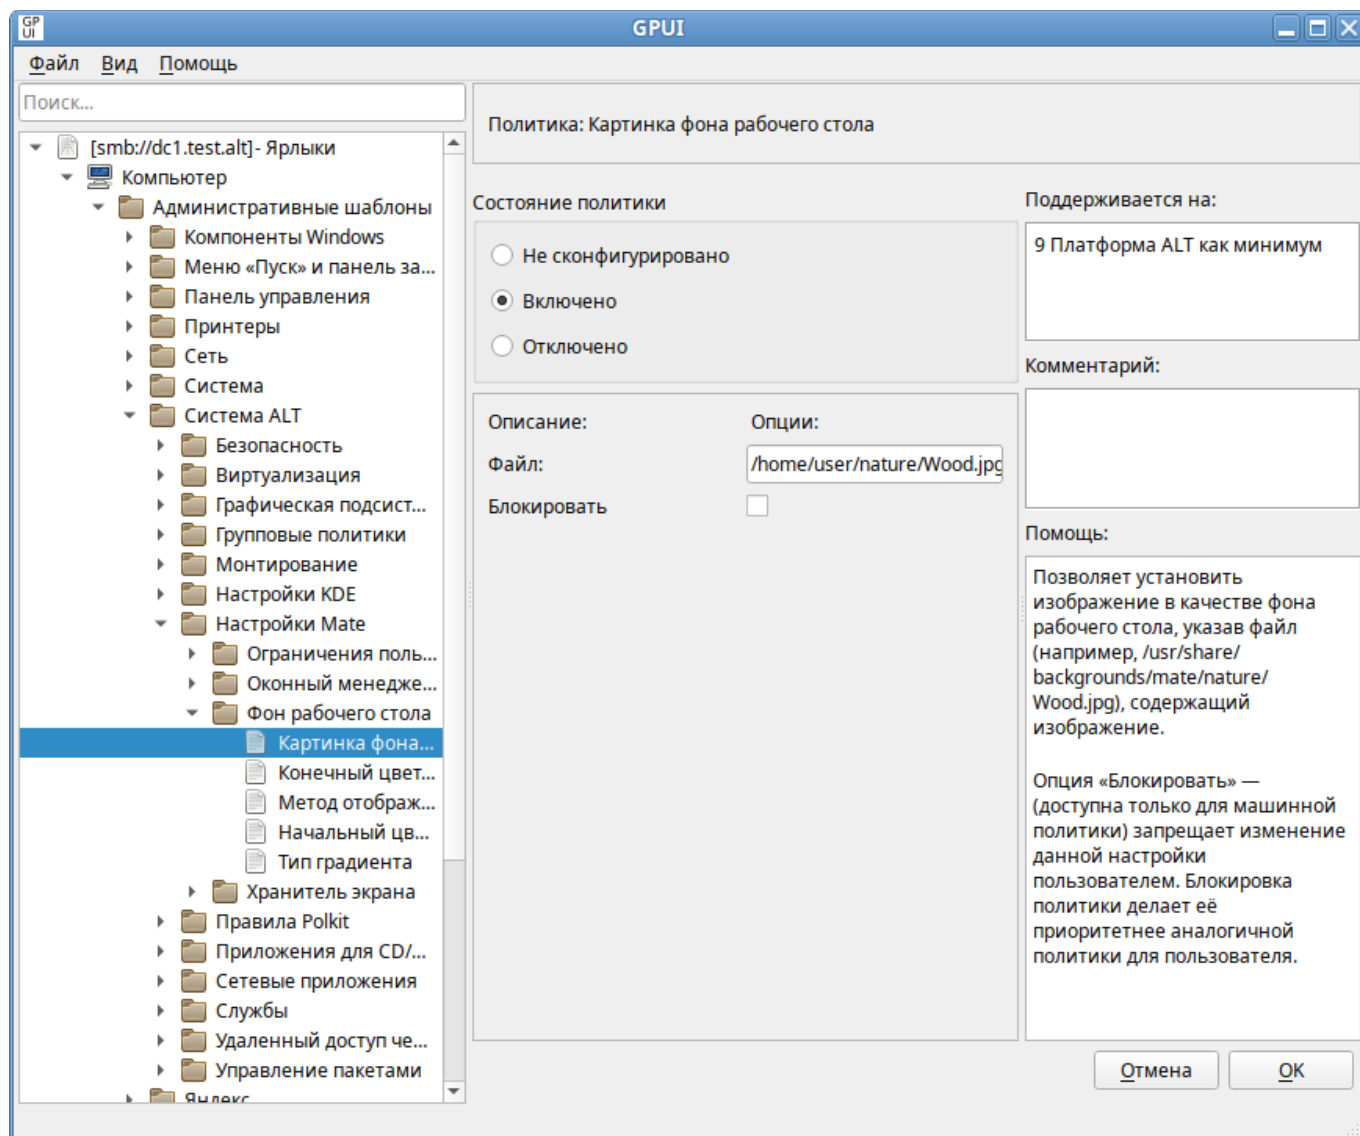 GPUI
GPUI
Файл Вид Помощь
Поиск...
[smb://dc1.test.alt]- Ярлыки
Компьютер
Административные шаблоны
Компоненты Windows
Меню «Пуск» и панель за...
Панель управления
Принтеры
Сеть
Система
Система ALT
Безопасность
Виртуализация
Графическая подсист...
Групповые политики
Монтирование
Настройки KDE
Настройки Mate
Ограничения поль...
Оконный менедже...
Фон рабочего стола
Картинка фона...
Конечный цвет...
Метод отображ...
Начальный цв...
Тип градиента
Хранитель экрана
Правила Polkit
Приложения для CD/...
Сетевые приложения
Службы
Удаленный доступ че...
Управление пакетами
Яндекс
Политика: Картинка фона рабочего стола
Состояние политики
Не сконфигурировано
Включено
Отключено
Описание: Опции:
Файл: /home/user/nature/Wood.jpg
Блокировать
Поддерживается на:
9 Платформа ALT как минимум
Комментарий:
Помощь:
Позволяет установить
изображение в качестве фона
рабочего стола, указав файл
(например, /usr/share/
backgrounds/mate/nature/
Wood.jpg), содержащий
изображение.
Опция «Блокировать» —
(доступна только для машинной
политики) запрещает изменение
данной настройки
пользователем. Блокировка
политики делает её
приоритетнее аналогичной
политики для пользователя.
Отмена OK